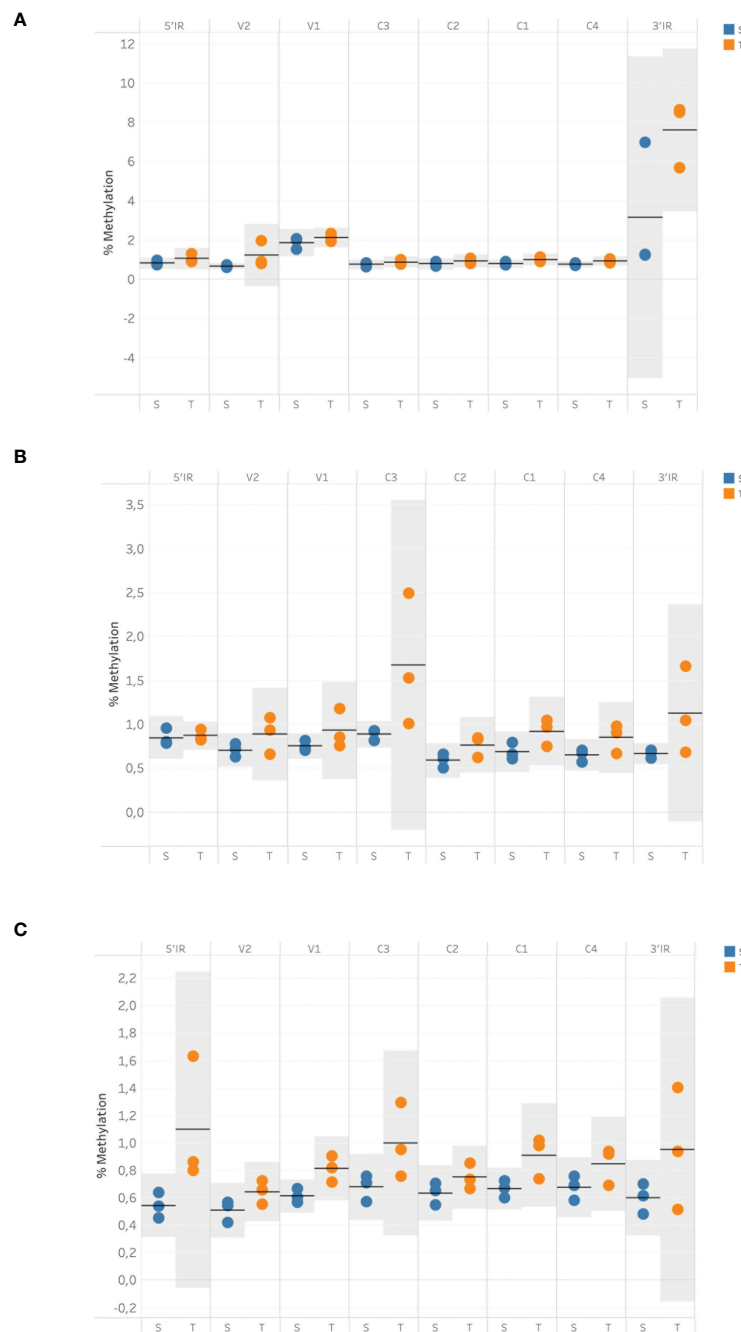 A
5'IR V2 V1 C3 C2 C1 C4 3'IR
S
T
12
10
8
6
4
2
0
-2
-4
% Methylation
S T S T S T S T S T S T S T S T
B
5'IR V2 V1 C3 C2 C1 C4 3'IR
S
T
3,5
3,0
2,5
2,0
1,5
1,0
0,5
0,0
% Methylation
S T S T S T S T S T S T S T S T
C
5'IR V2 V1 C3 C2 C1 C4 3'IR
S
T
2,2
2,0
1,8
1,6
1,4
1,2
1,0
0,8
0,6
0,4
0,2
0,0
-0,2
% Methylation
S T S T S T S T S T S T S T S T